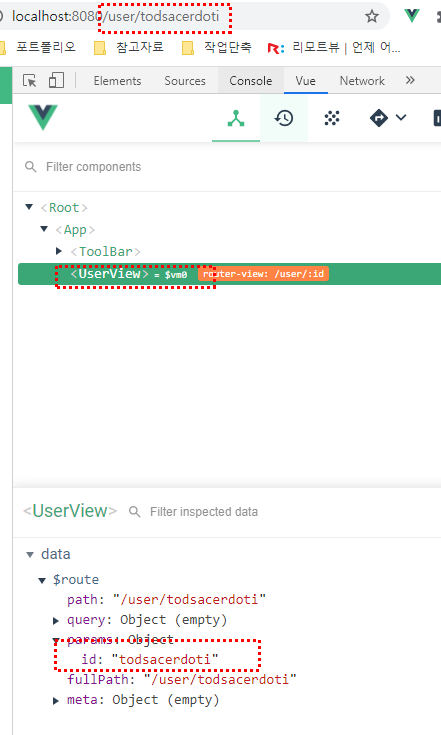 localhost:8080/user/todsacerdoti
포트폴리오 참고자료 작업단축 R: 리모트뷰 | 언제 어...
Elements Sources Console Vue Network »
Filter components
<Root>
<App>
<ToolBar>
<UserView> = $vm0 router-view: /user/:id
<UserView> Filter inspected data
data
$route
path: "/user/todsacerdoti"
query: Object (empty)
params: Object
id: "todsacerdoti"
fullPath: "/user/todsacerdoti"
meta: Object (empty)